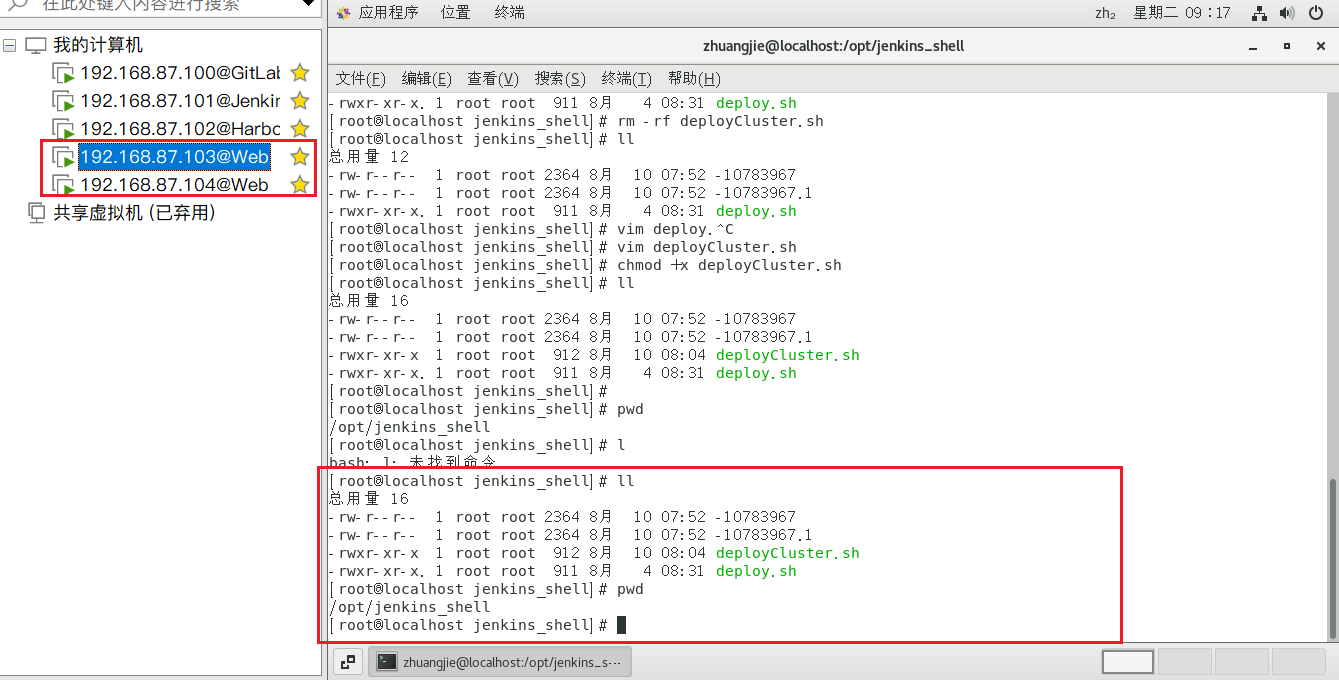 在此处键入内容进行搜索
我的计算机
192.168.87.100@GitLab
192.168.87.101@Jenkin
192.168.87.102@Harbo
192.168.87.103@Web
192.168.87.104@Web
共享虚拟机 (已弃用)
应用程序 位置 终端
zh₂ 星期二 09：17
zhuangjie@localhost:/opt/jenkins_shell
文件(F) 编辑(E) 查看(V) 搜索(S) 终端(T) 帮助(H)
-rwxr-xr-x. 1 root root  911 8月   4 08:31 deploy.sh
[root@localhost jenkins_shell]# rm -rf deployCluster.sh
[root@localhost jenkins_shell]# ll
总用量 12
-rw-r--r--  1 root root 2364 8月  10 07:52 -10783967
-rw-r--r--  1 root root 2364 8月  10 07:52 -10783967.1
-rwxr-xr-x. 1 root root  911 8月   4 08:31 deploy.sh
[root@localhost jenkins_shell]# vim deploy.^C
[root@localhost jenkins_shell]# vim deployCluster.sh
[root@localhost jenkins_shell]# chmod +x deployCluster.sh
[root@localhost jenkins_shell]# ll
总用量 16
-rw-r--r--  1 root root 2364 8月  10 07:52 -10783967
-rw-r--r--  1 root root 2364 8月  10 07:52 -10783967.1
-rwxr-xr-x  1 root root  912 8月  10 08:04 deployCluster.sh
-rwxr-xr-x. 1 root root  911 8月   4 08:31 deploy.sh
[root@localhost jenkins_shell]#
[root@localhost jenkins_shell]# pwd
/opt/jenkins_shell
[root@localhost jenkins_shell]# l
bash: l: 未找到命令
[root@localhost jenkins_shell]# ll
总用量 16
-rw-r--r--  1 root root 2364 8月  10 07:52 -10783967
-rw-r--r--  1 root root 2364 8月  10 07:52 -10783967.1
-rwxr-xr-x  1 root root  912 8月  10 08:04 deployCluster.sh
-rwxr-xr-x. 1 root root  911 8月   4 08:31 deploy.sh
[root@localhost jenkins_shell]# pwd
/opt/jenkins_shell
[root@localhost jenkins_shell]#
zhuangjie@localhost:/opt/jenkins_s···